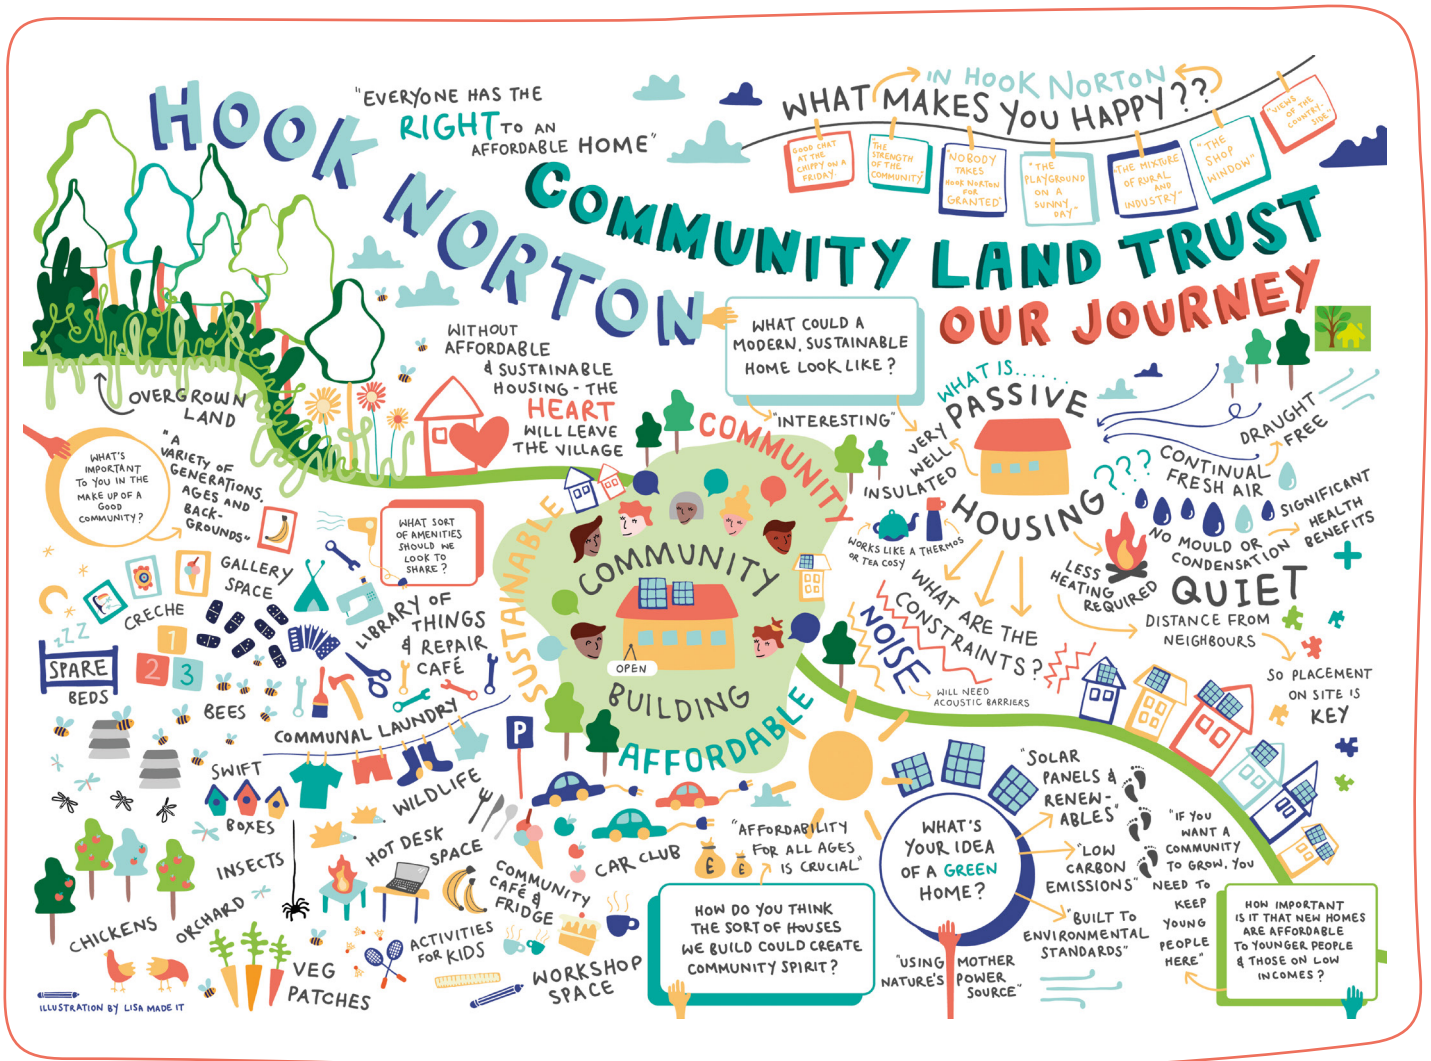 HOOK
NORTON
"EVERYONE HAS THE
RIGHT TO AN
AFFORDABLE HOME"
IN HOOK NORTON
WHAT MAKES YOU HAPPY??
GOOD CHAT
AT THE
CHIPPY ON A
FRIDAY.
"THE
STRENGTH
OF THE
COMMUNITY"
"NOBODY
TAKES
HOOK NORTON
FOR
GRANTED"
"THE
PLAYGROUND
ON A
SUNNY
DAY"
"THE MIXTURE
OF RURAL
AND
INDUSTRY"
"THE
SHOP
WINDOW"
"VIEWS
OF THE
COUNTRY-
SIDE"
COMMUNITY LAND TRUST
OUR JOURNEY
OVERGROWN
LAND
WITHOUT
AFFORDABLE
& SUSTAINABLE
HOUSING - THE
HEART
WILL LEAVE
THE VILLAGE
WHAT COULD A
MODERN, SUSTAINABLE
HOME LOOK LIKE?
"INTERESTING"
WHAT IS......
PASSIVE
HOUSING
VERY
WELL
INSULATED
WORKS LIKE A THERMOS
OR TEA COSY
???
DRAUGHT
FREE
CONTINUAL
FRESH AIR
NO MOULD OR
CONDENSATION
SIGNIFICANT
HEALTH
BENEFITS
LESS
HEATING
REQUIRED
QUIET
DISTANCE FROM
NEIGHBOURS
SO PLACEMENT
ON SITE IS
KEY
WHAT ARE THE
CONSTRAINTS?
NOISE
WILL NEED
ACOUSTIC BARRIERS
WHAT'S
IMPORTANT
TO YOU IN THE
MAKE UP OF A
GOOD
COMMUNITY?
"A
VARIETY OF
GENERATIONS,
AGES AND
BACK-
GROUNDS"
WHAT SORT
OF AMENITIES
SHOULD WE
LOOK TO
SHARE?
GALLERY
SPACE
CRECHE
1
2 3
ZZZ
SPARE
BEDS
LIBRARY OF
THINGS
& REPAIR
CAFÉ
BEES
COMMUNAL LAUNDRY
SWIFT
BOXES
WILDLIFE
INSECTS
HOT DESK
SPACE
ORCHARD
CHICKENS
VEG
PATCHES
ACTIVITIES
FOR KIDS
COMMUNITY
CAFÉ &
FRIDGE
WORKSHOP
SPACE
P
CAR CLUB
SUSTAINABLE
COMMUNITY
AFFORDABLE
COMMUNITY
OPEN
BUILDING
£ £
"AFFORDABILITY
FOR ALL AGES
IS CRUCIAL"
HOW DO YOU THINK
THE SORT OF HOUSES
WE BUILD COULD CREATE
COMMUNITY SPIRIT?
WHAT'S
YOUR IDEA
OF A GREEN
HOME?
"SOLAR
PANELS &
RENEW-
ABLES"
"LOW
CARBON
EMISSIONS"
"BUILT TO
ENVIRONMENTAL
STANDARDS"
"USING MOTHER
NATURE'S POWER
SOURCE"
"IF YOU
WANT A
COMMUNITY
TO GROW, YOU
NEED TO
KEEP
YOUNG
PEOPLE
HERE"
HOW IMPORTANT
IS IT THAT NEW HOMES
ARE AFFORDABLE
TO YOUNGER PEOPLE
& THOSE ON LOW
INCOMES?
ILLUSTRATION BY LISA MADE IT